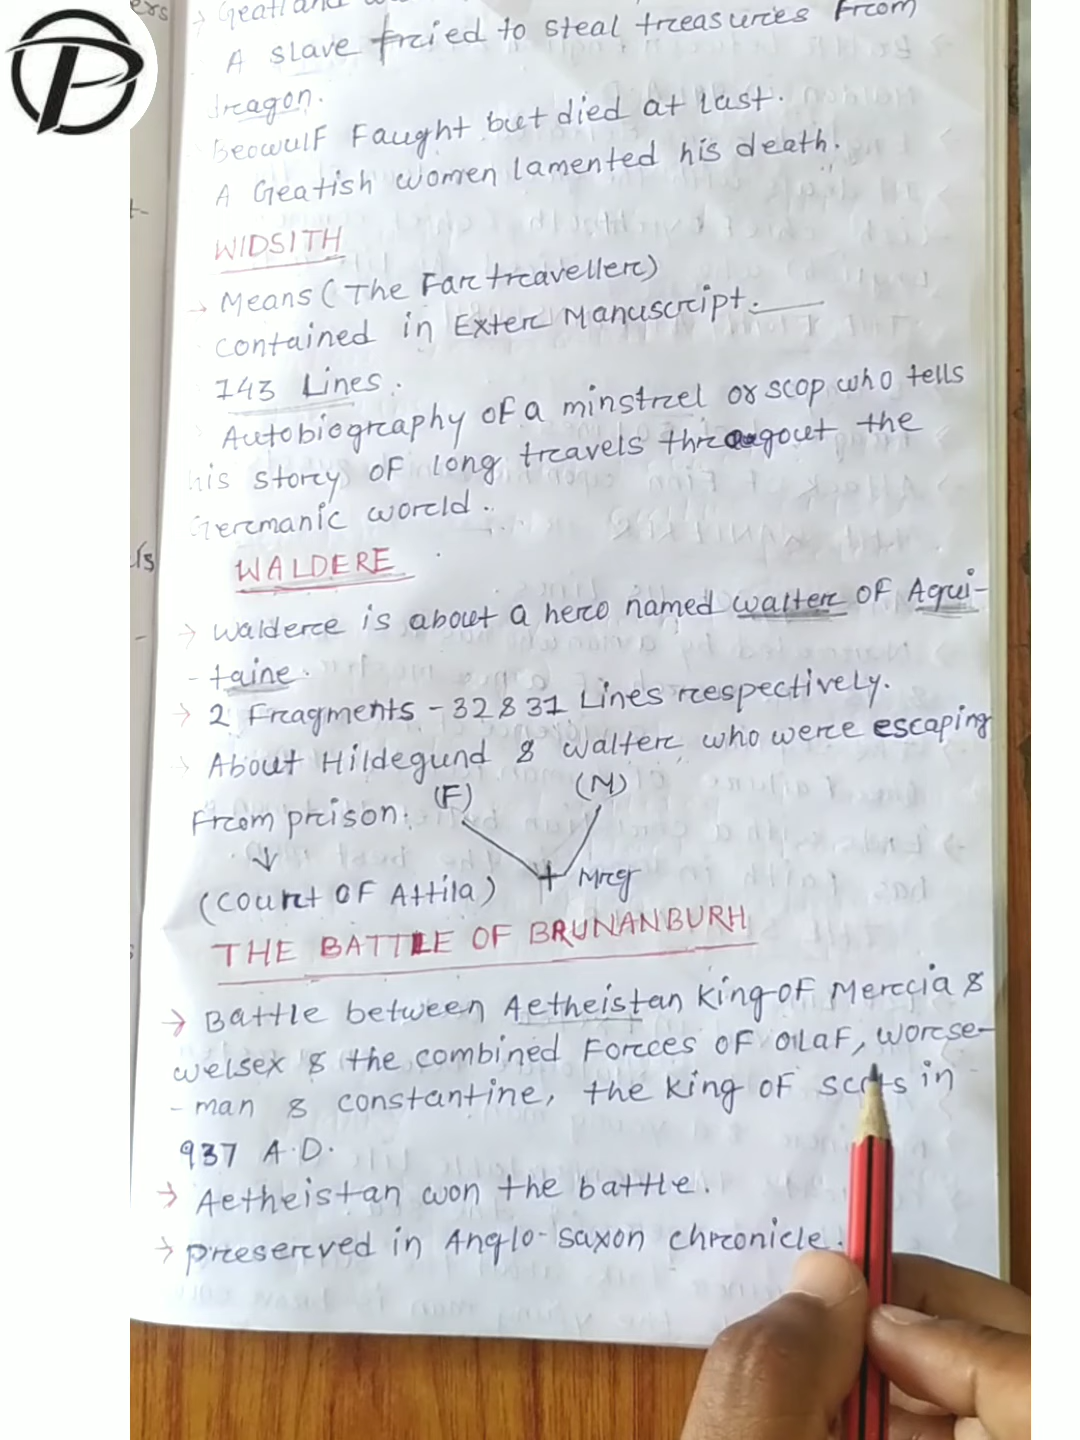 ers
→ Geatland
A slave tried to steal treasures from
dragon.
Beowulf Faught but died at last.
A Geatish women lamented his death.
WIDSITH
→ Means (The Far traveller)
contained in Exter Manuscript.
143 Lines.
Autobiography of a minstrel or scop who tells
his story of long travels througout the
Germanic world.
WALDERE
→ Waldere is about a hero named walter of Aqui-
-taine.
→ 2 Fragments - 32 & 31 Lines respectively.
→ About Hildegund & walter who were escaping
From prison. (F) (M)
↓
(court of Attila) + Mrg
THE BATTLE OF BRUNANBURH
→ Battle between Aetheistan king of Merccia &
welsex & the combined Forces of Olaf, worse-
-man & constantine, the king of scots in
937 A.D.
→ Aetheistan won the battle.
→ preserved in Anglo-saxon chronicle.